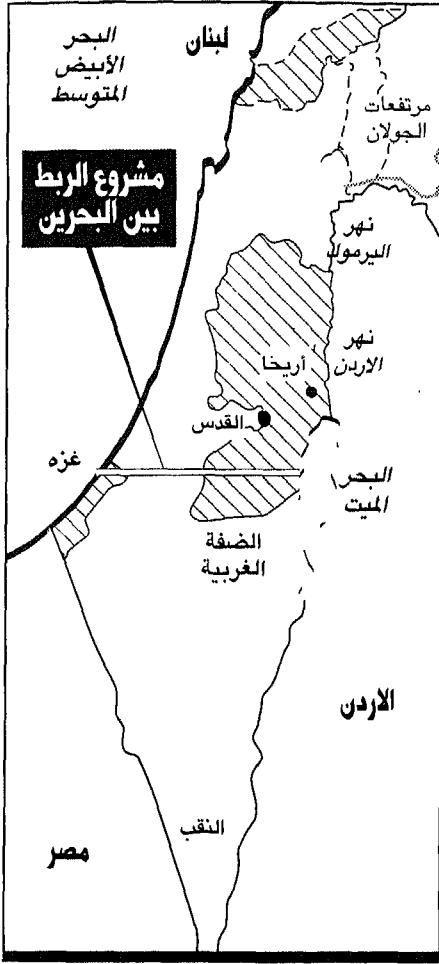 البحر
الأبيض
المتوسط
لبنان
مرتفعات
الجولان
مشروع الربط
بين البحرين
نهر
اليرموك
نهر
الاردن
أريخا
القدس
غزه
البحر
الميت
الضفة
الغربية
الاردن
النقب
مصر